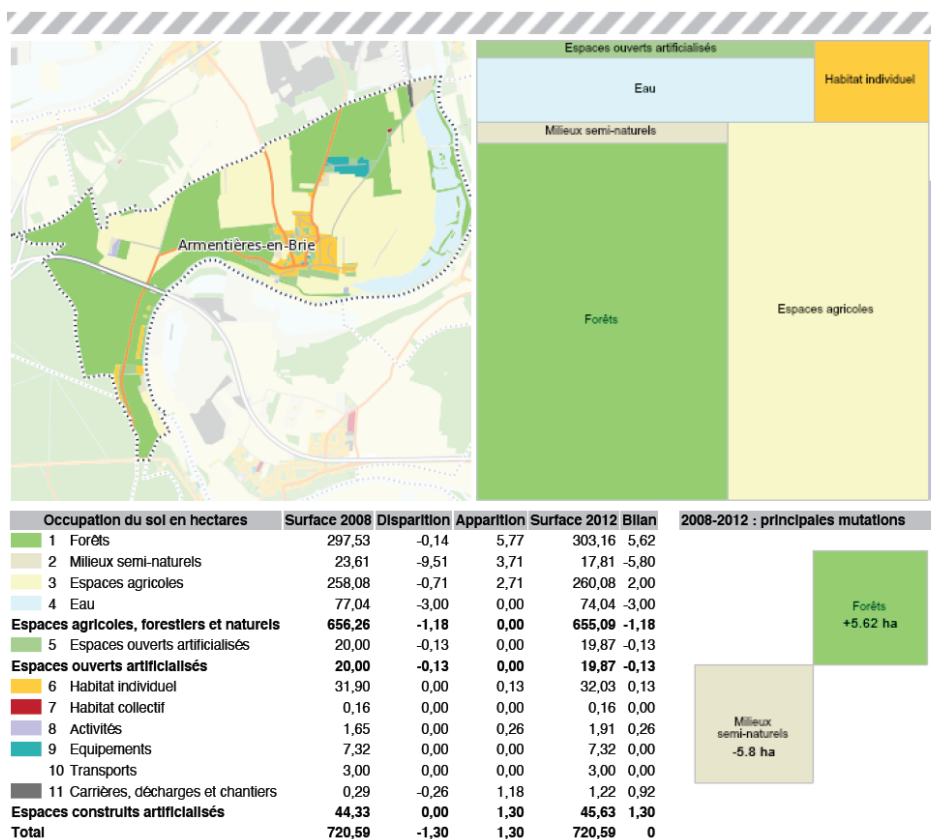 Armentières-en-Brie
Espaces ouverts artificialisés
Eau
Habitat individuel
Milieux semi-naturels
Forêts
Espaces agricoles
Occupation du sol en hectares Surface 2008 Disparition Apparition Surface 2012 Bilan
1 Forêts 297,53 -0,14 5,77 303,16 5,62
2 Milieux semi-naturels 23,61 -9,51 3,71 17,81 -5,80
3 Espaces agricoles 258,08 -0,71 2,71 260,08 2,00
4 Eau 77,04 -3,00 0,00 74,04 -3,00
Espaces agricoles, forestiers et naturels 656,26 -1,18 0,00 655,09 -1,18
5 Espaces ouverts artificialisés 20,00 -0,13 0,00 19,87 -0,13
Espaces ouverts artificialisés 20,00 -0,13 0,00 19,87 -0,13
6 Habitat individuel 31,90 0,00 0,13 32,03 0,13
7 Habitat collectif 0,16 0,00 0,00 0,16 0,00
8 Activités 1,65 0,00 0,26 1,91 0,26
9 Equipements 7,32 0,00 0,00 7,32 0,00
10 Transports 3,00 0,00 0,00 3,00 0,00
11 Carrières, décharges et chantiers 0,29 -0,26 1,18 1,22 0,92
Espaces construits artificialisés 44,33 0,00 1,30 45,63 1,30
Total 720,59 -1,30 1,30 720,59 0
2008-2012 : principales mutations
Forêts
+5.62 ha
Milieux
semi-naturels
-5.8 ha